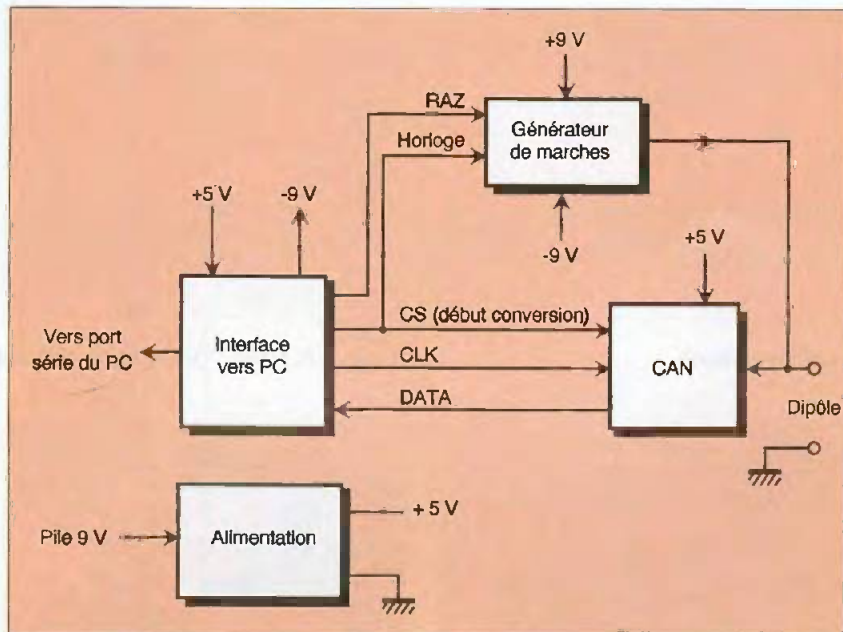 +9 V
RAZ
Horloge
Générateur
de marches
+5 V
-9 V
-9 V
+5 V
CS (début conversion)
Vers port
série du PC
Interface
vers PC
CLK
CAN
DATA
Dipôle
Pile 9 V
Alimentation
+ 5 V